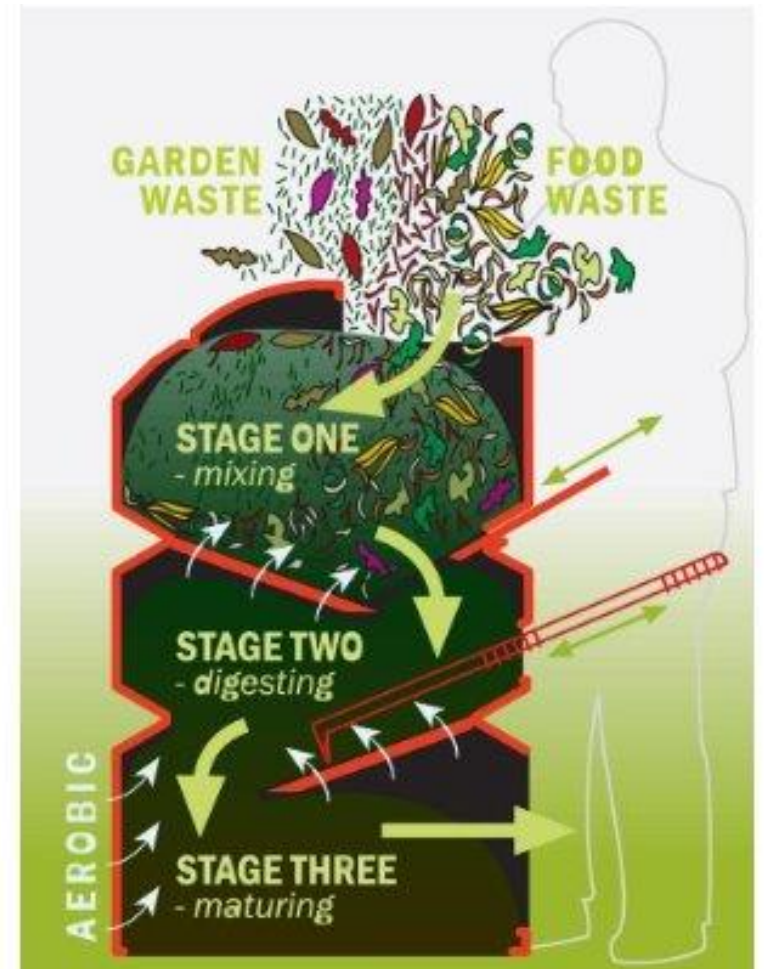 GARDEN
WASTE
FOOD
WASTE
STAGE ONE
- mixing
STAGE TWO
- digesting
STAGE THREE
- maturing
AEROBIC